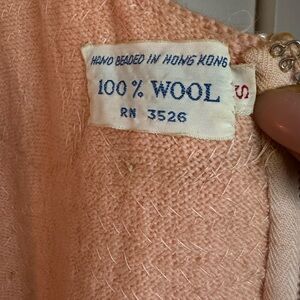 HAND BEADED IN HONG KONG
100% WOOL
RN 3526
S